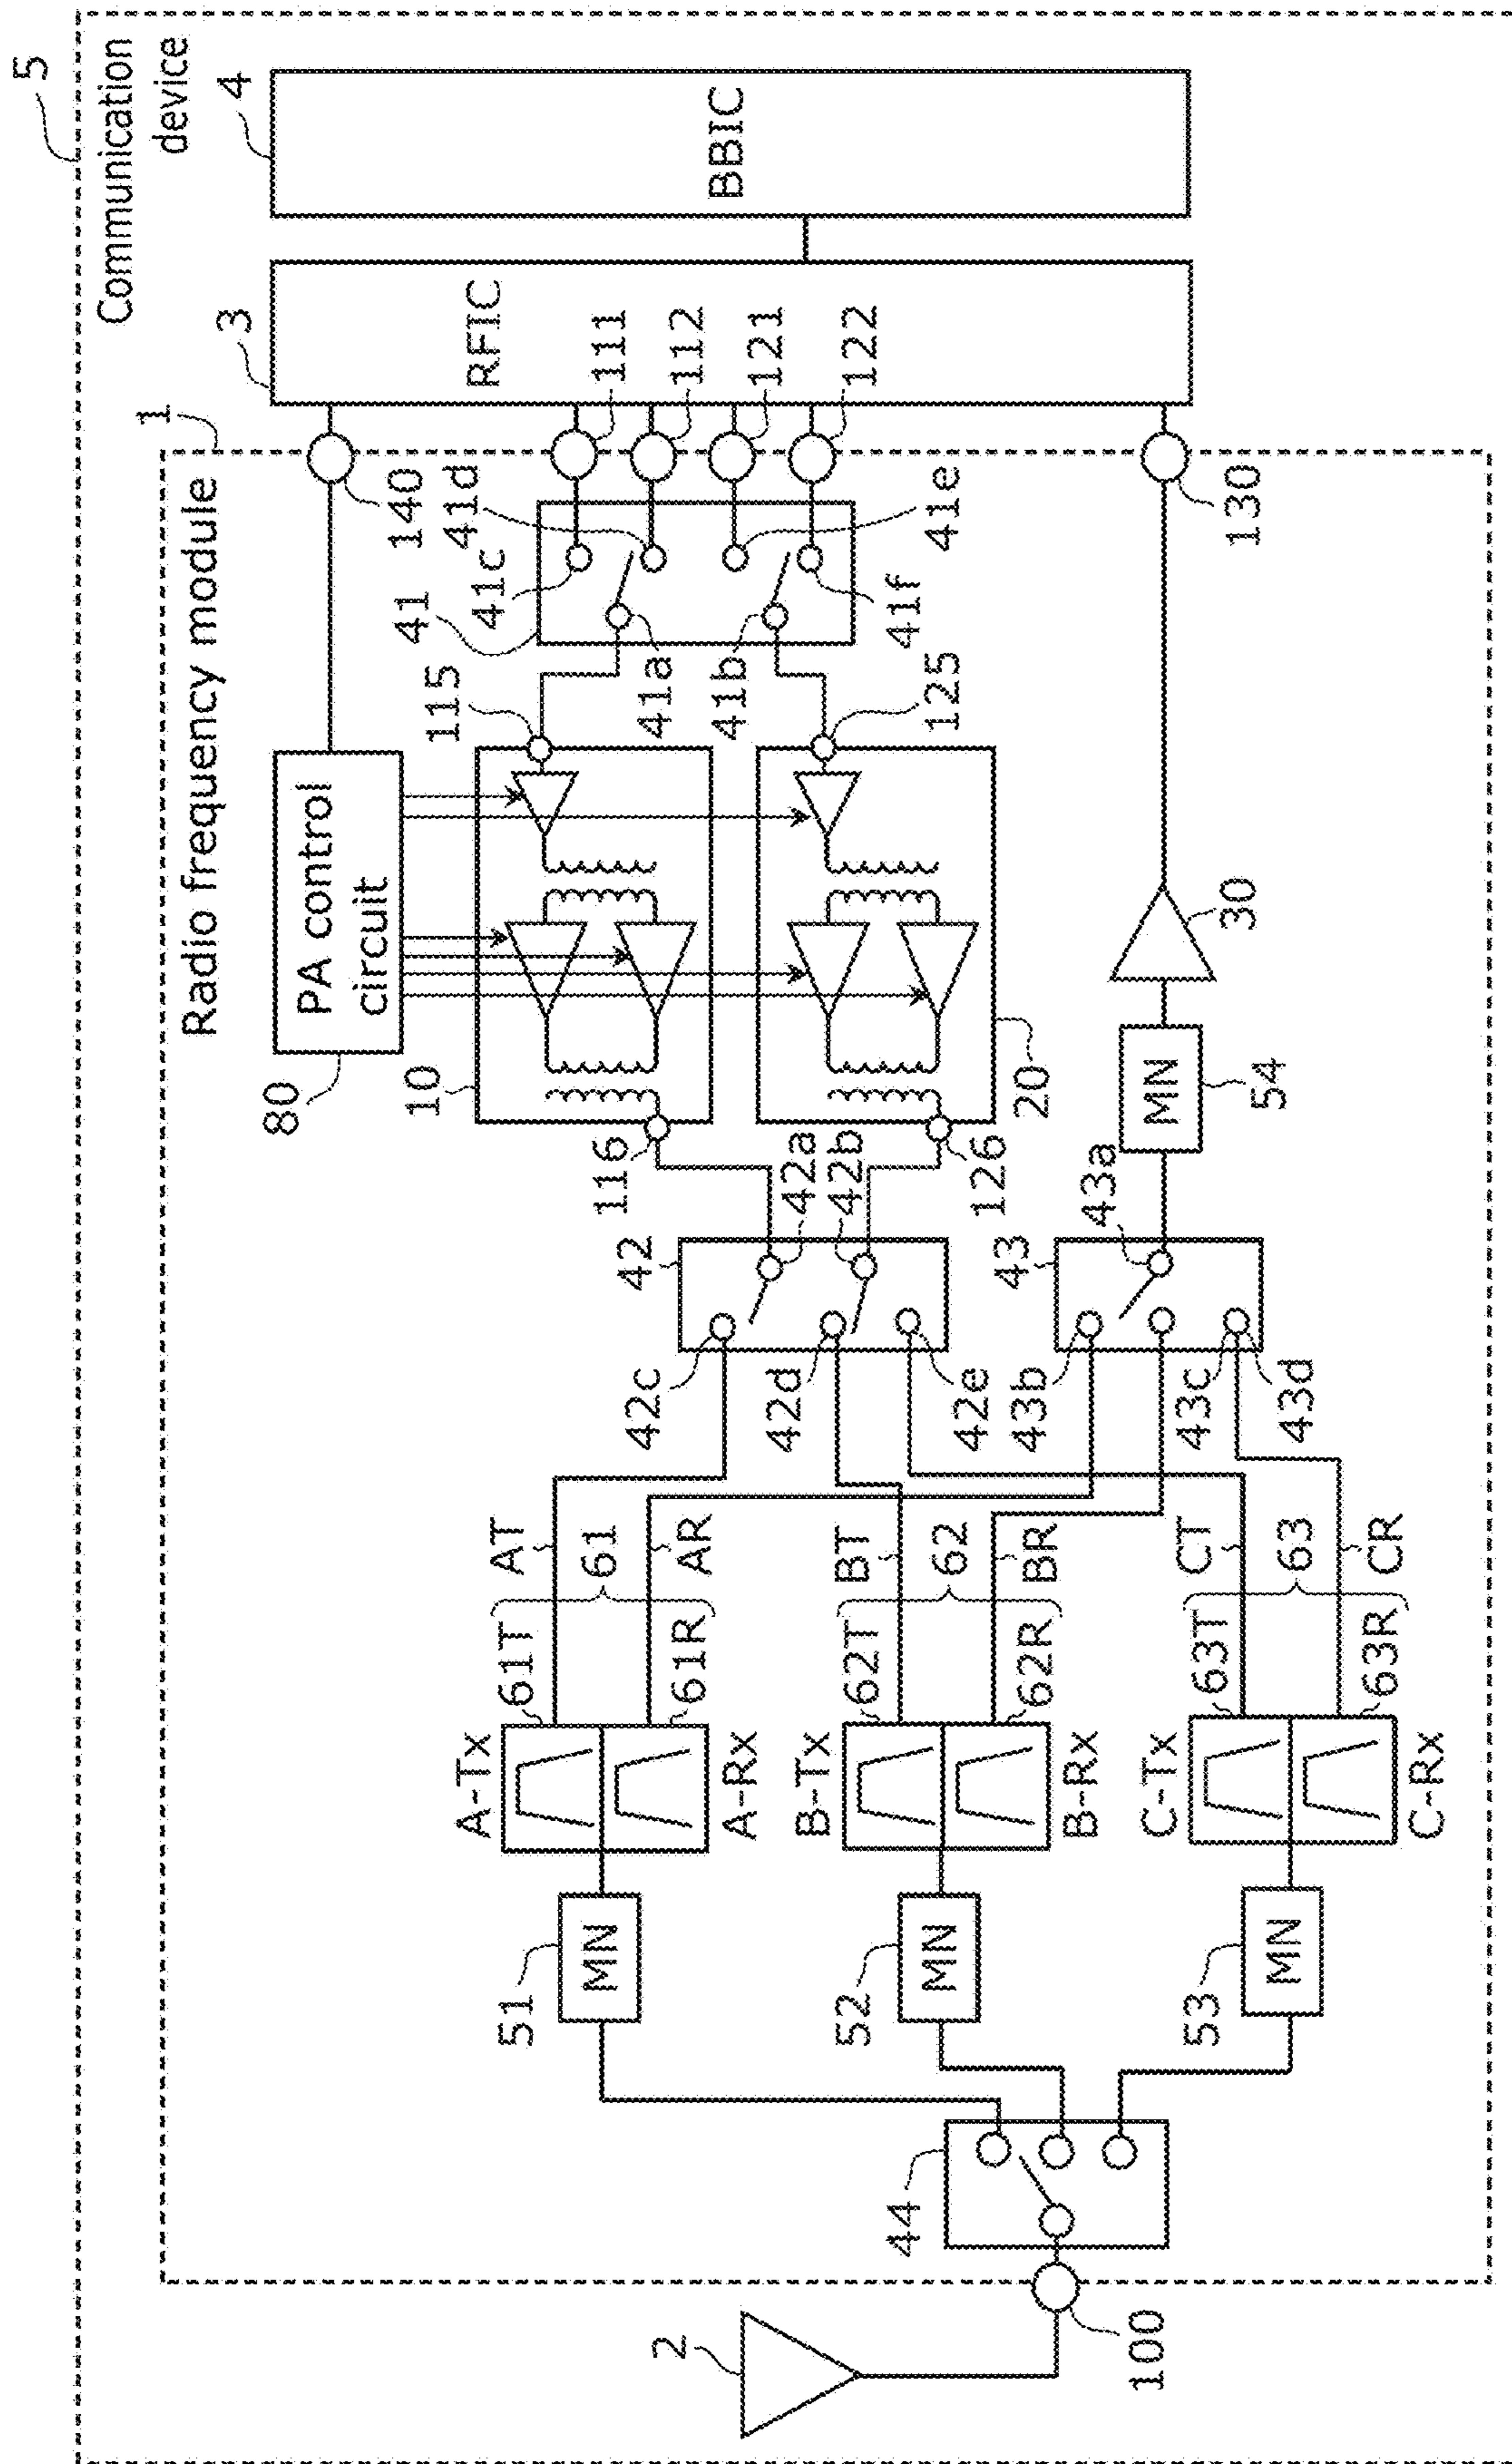 5
Communication
device
1
Radio frequency module
3
RFIC
4
BBIC
80
PA control
circuit
140
10
115
41
41c
41d
111
112
121
122
41a
41b
41e
41f
116
125
20
126
2
100
44
51
MN
52
MN
53
MN
A-Tx
61T
AT
61
A-Rx
61R
AR
B-Tx
62T
BT
62
B-Rx
62R
BR
C-Tx
63T
CT
63
C-Rx
63R
CR
42
42a
42b
42c
42d
42e
43
43a
43b
43c
43d
MN
54
30
130